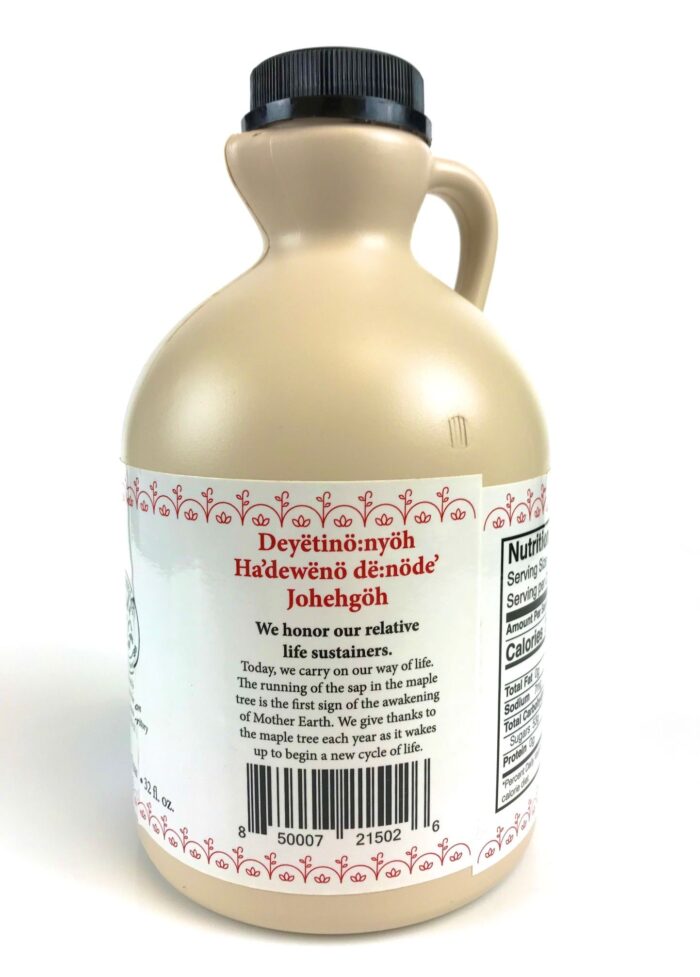 Deyëtinö:nyöh
Ha’dewënö dë:nöde’
Johehgöh
We honor our relative
life sustainers.
Today, we carry on our way of life.
The running of the sap in the maple
tree is the first sign of the awakening
of Mother Earth. We give thanks to
the maple tree each year as it wakes
up to begin a new cycle of life.
8 50007 21502 6
• 32 fl. oz.
Serving
Serving
Amount Per
Calories
Total Fat
Sodium
Total
Sugars
Protein
calorie diet.